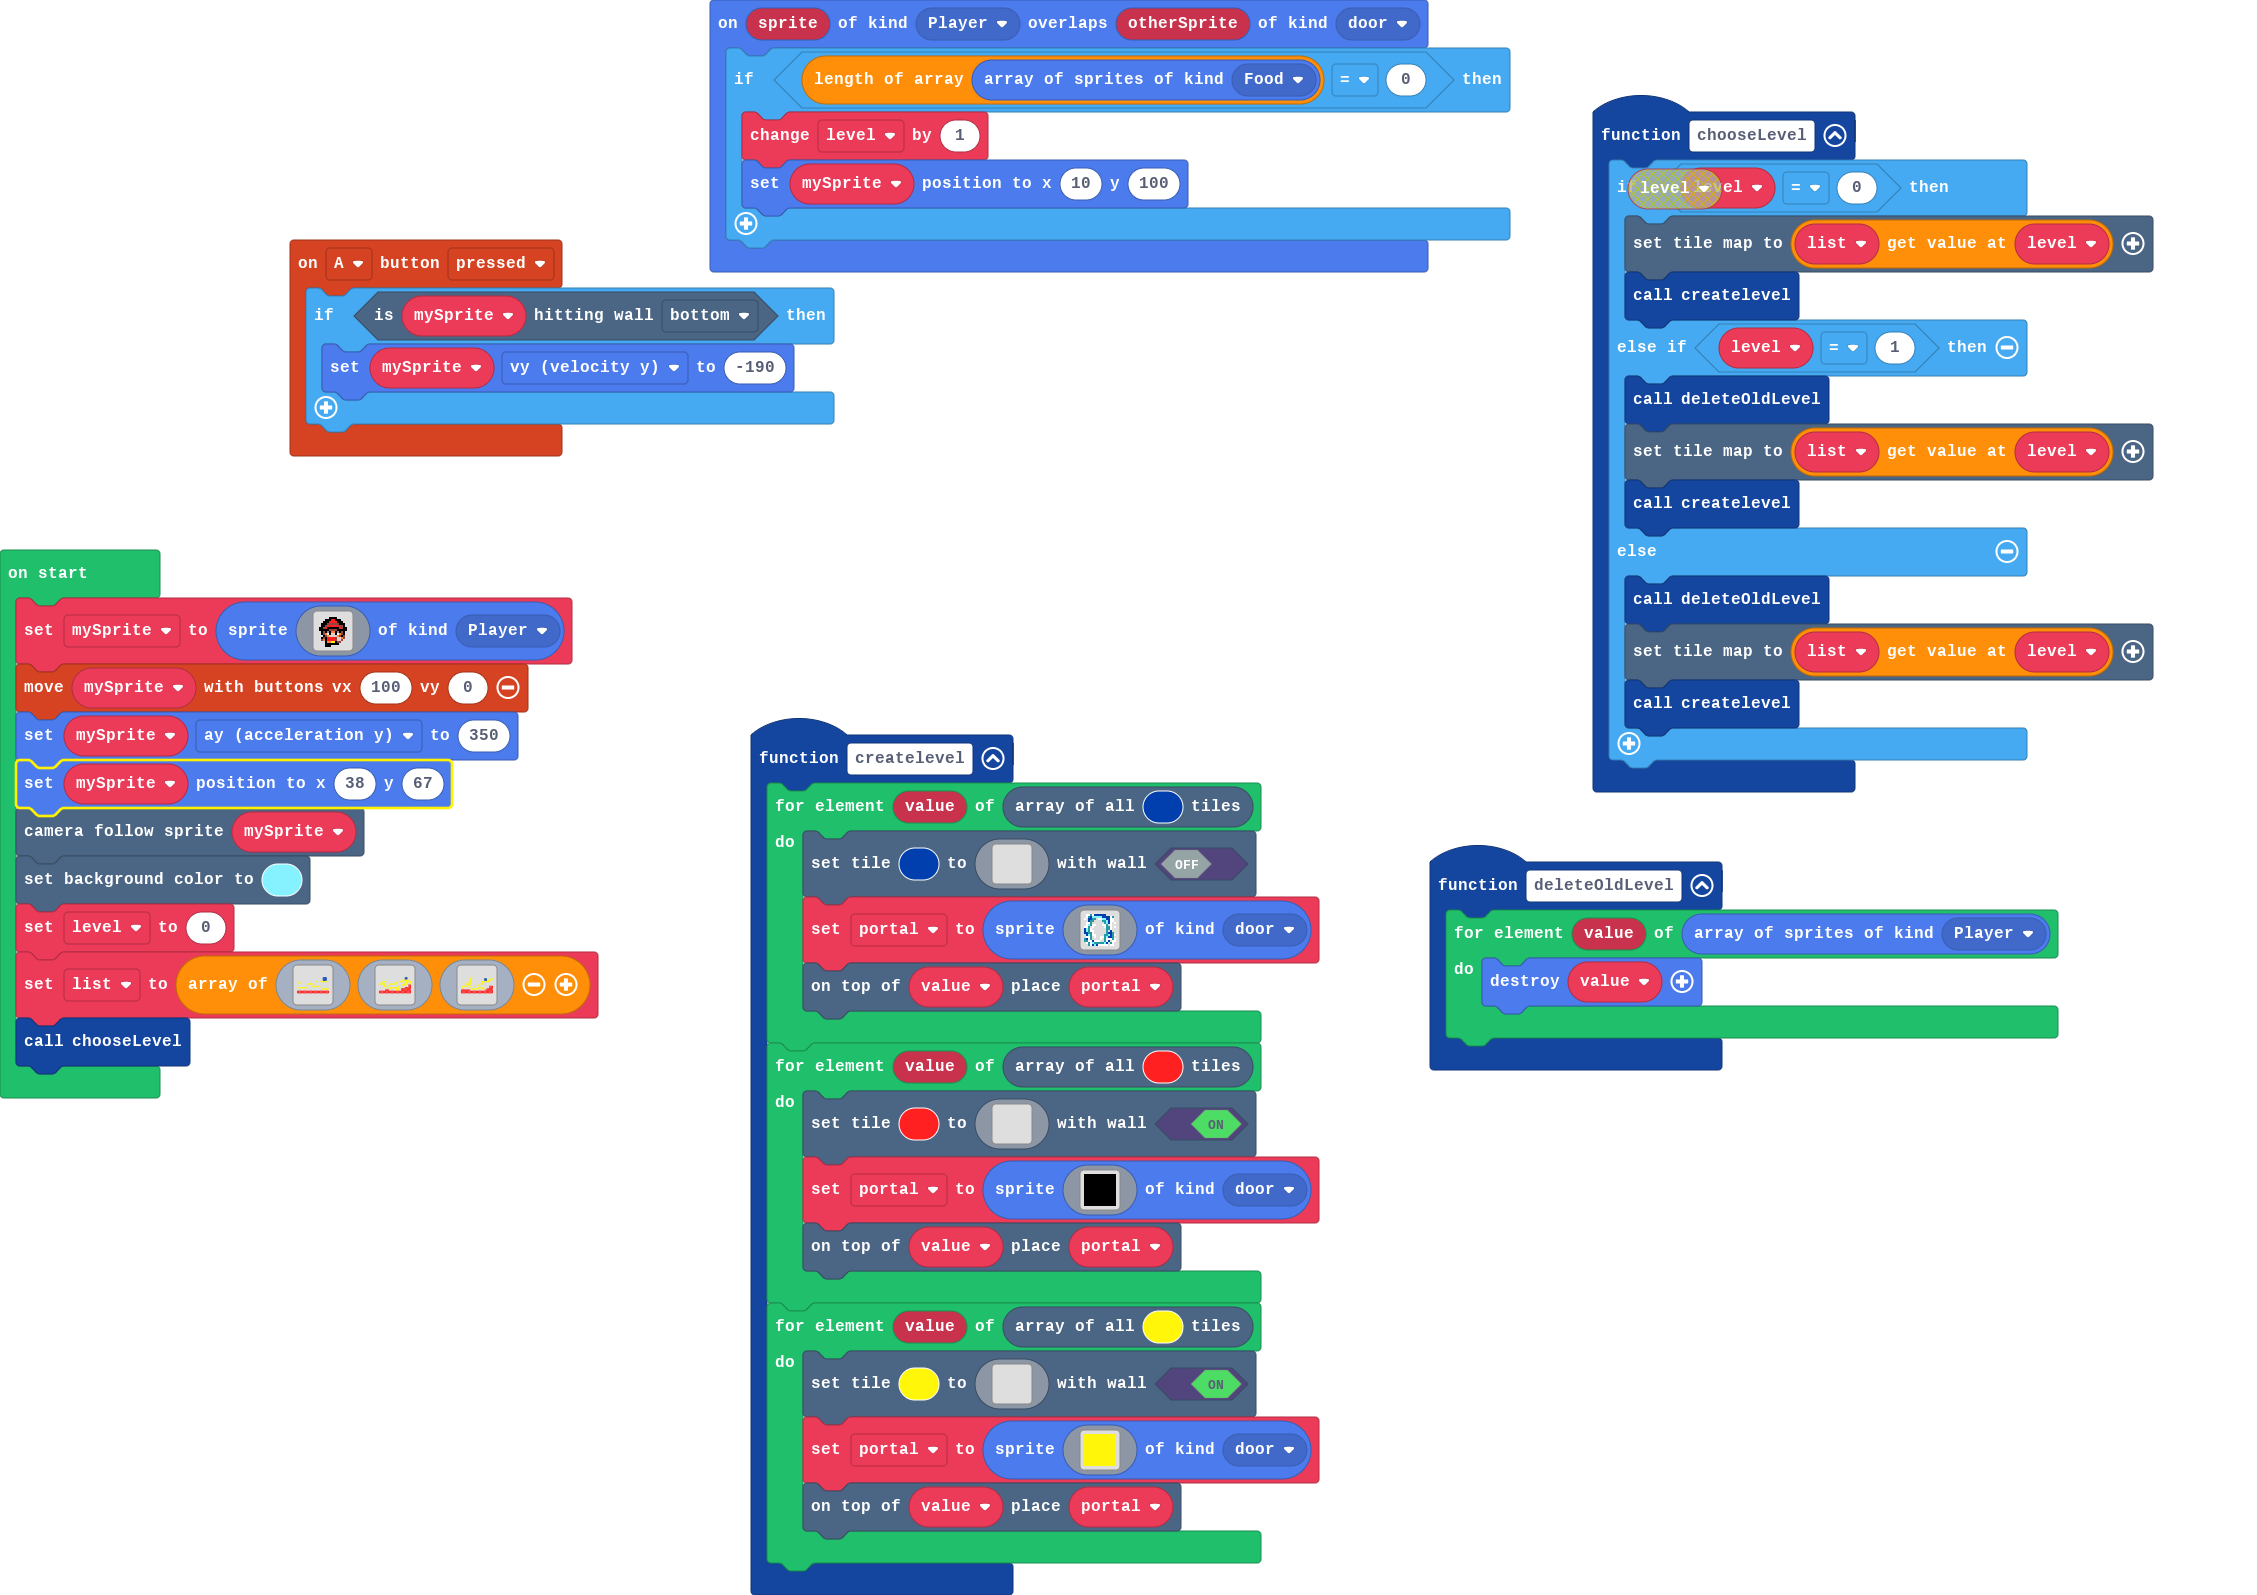 on sprite of kind Player overlaps otherSprite of kind door
if length of array array of sprites of kind Food = 0 then
change level by 1
set mySprite position to x 10 y 100
on A button pressed
if is mySprite hitting wall bottom then
set mySprite vy (velocity y) to -190
on start
set mySprite to sprite of kind Player
move mySprite with buttons vx 100 vy 0
set mySprite ay (acceleration y) to 350
set mySprite position to x 38 y 67
camera follow sprite mySprite
set background color to
set level to 0
set list to array of
call chooseLevel
function createlevel
for element value of array of all tiles
do
set tile to with wall OFF
set portal to sprite of kind door
on top of value place portal
for element value of array of all tiles
do
set tile to with wall ON
set portal to sprite of kind door
on top of value place portal
for element value of array of all tiles
do
set tile to with wall ON
set portal to sprite of kind door
on top of value place portal
function chooseLevel
if level = 0 then
level
set tile map to list get value at level
call createlevel
else if level = 1 then
call deleteOldLevel
set tile map to list get value at level
call createlevel
else
call deleteOldLevel
set tile map to list get value at level
call createlevel
function deleteOldLevel
for element value of array of sprites of kind Player
do
destroy value